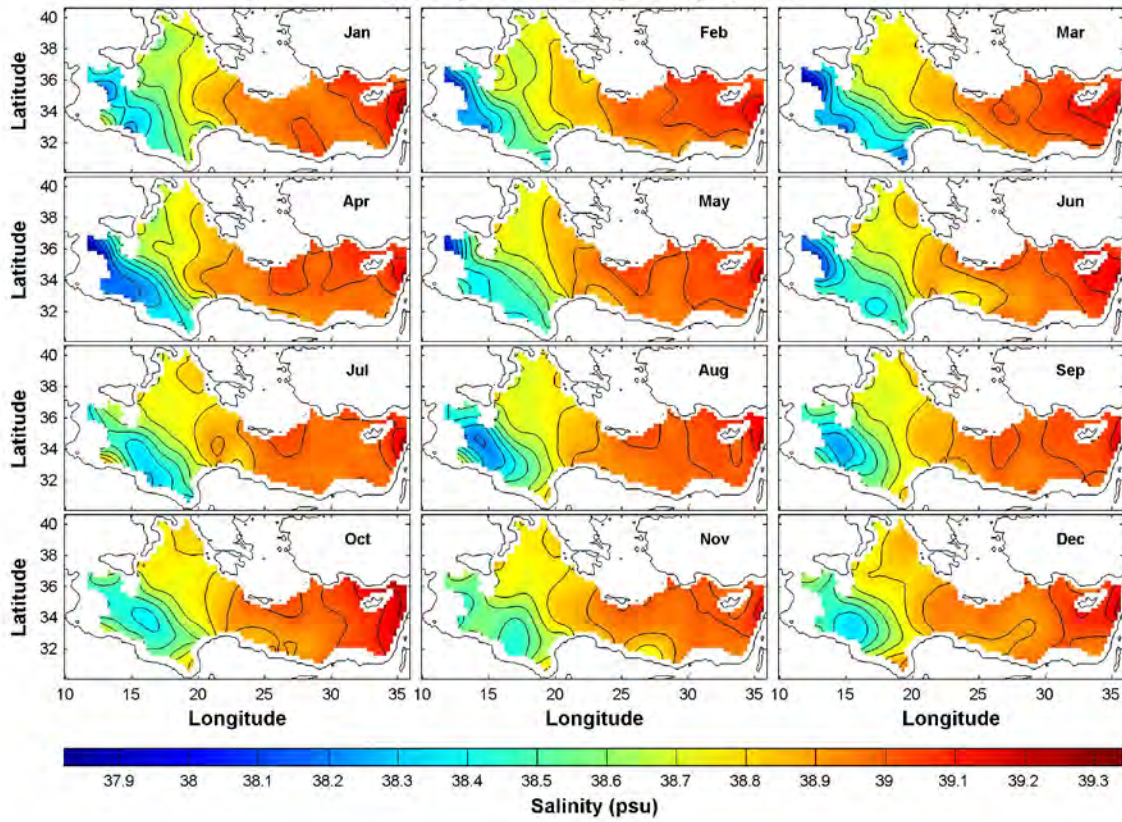 40
38
36
34
32
Latitude
Jan
Feb
Mar
40
38
36
34
32
Latitude
Apr
May
Jun
40
38
36
34
32
Latitude
Jul
Aug
Sep
40
38
36
34
32
Latitude
Oct
Nov
Dec
10 15 20 25 30 35 10 15 20 25 30 35 10 15 20 25 30 35
Longitude Longitude Longitude
37.9 38 38.1 38.2 38.3 38.4 38.5 38.6 38.7 38.8 38.9 39 39.1 39.2 39.3
Salinity (psu)